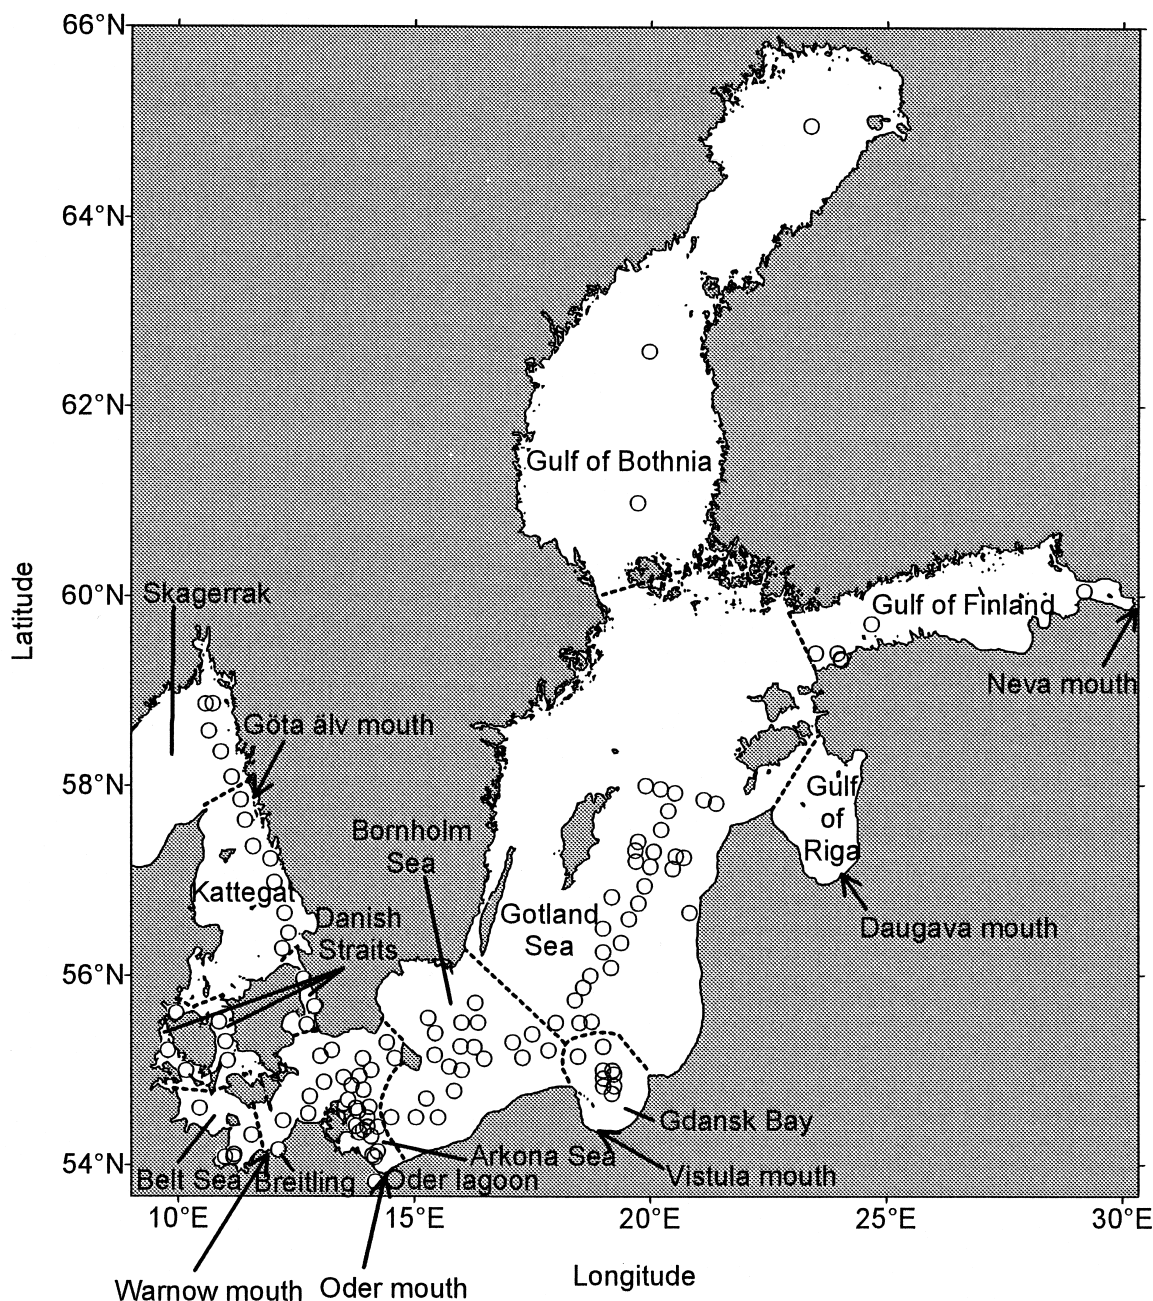 66°N
64°N
62°N
Gulf of Bothnia
60°N
Latitude
Skagerrak
Gulf of Finland
Neva mouth
Göta älv mouth
58°N
Gulf
of
Riga
Bornholm
Sea
Kattegat
Danish
Straits
Gotland
Sea
Daugava mouth
56°N
Gdansk Bay
54°N
Arkona Sea
Vistula mouth
Belt Sea
Breitling
Oder lagoon
10°E
15°E
20°E
25°E
30°E
Warnow mouth
Oder mouth
Longitude